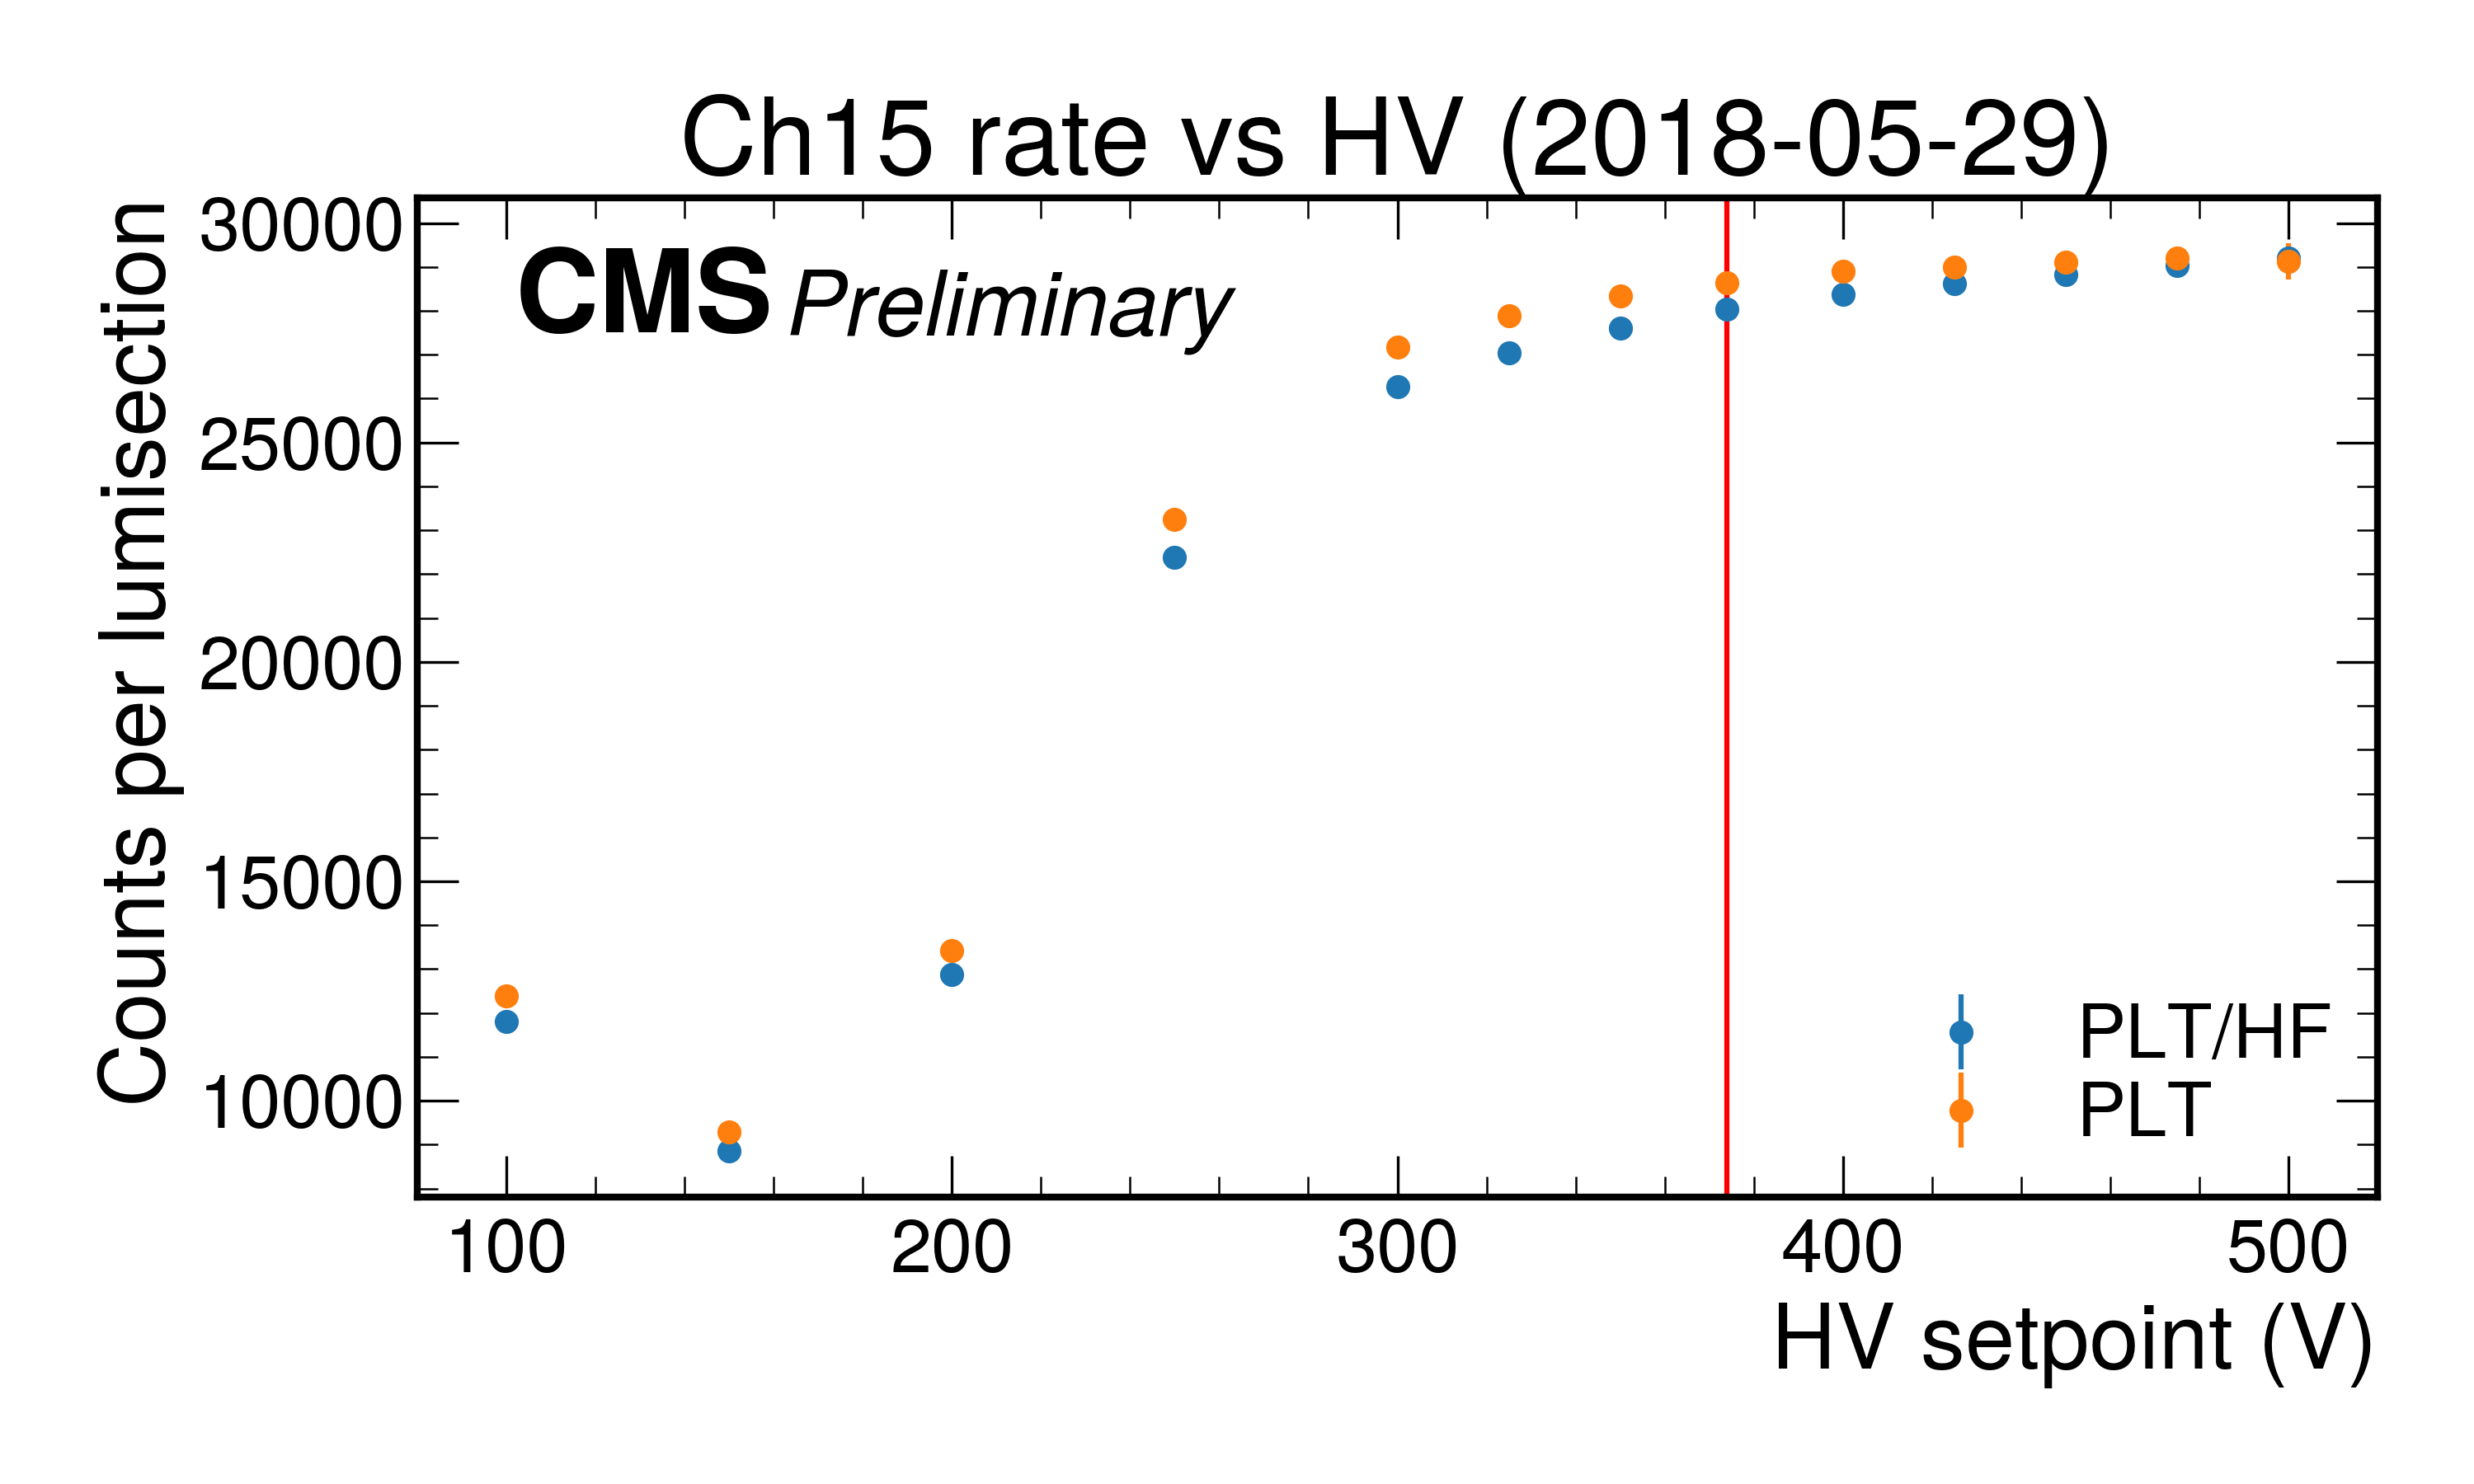 Ch15 rate vs HV (2018-05-29)
CMS Preliminary
Counts per lumisection
30000
25000
20000
15000
10000
PLT/HF
PLT
100 200 300 400 500
HV setpoint (V)